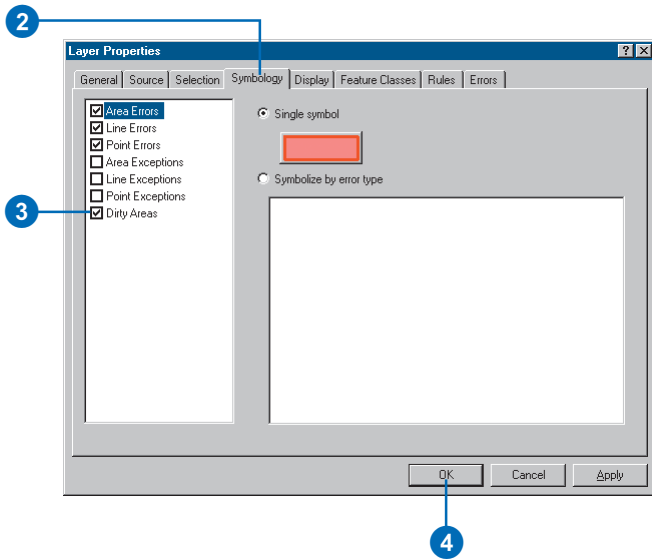 2
Layer Properties
General Source Selection Symbology Display Feature Classes Rules Errors
Area Errors
Line Errors
Point Errors
Area Exceptions
Line Exceptions
Point Exceptions
Dirty Areas
Single symbol
Symbolize by error type
3
OK Cancel Apply
4